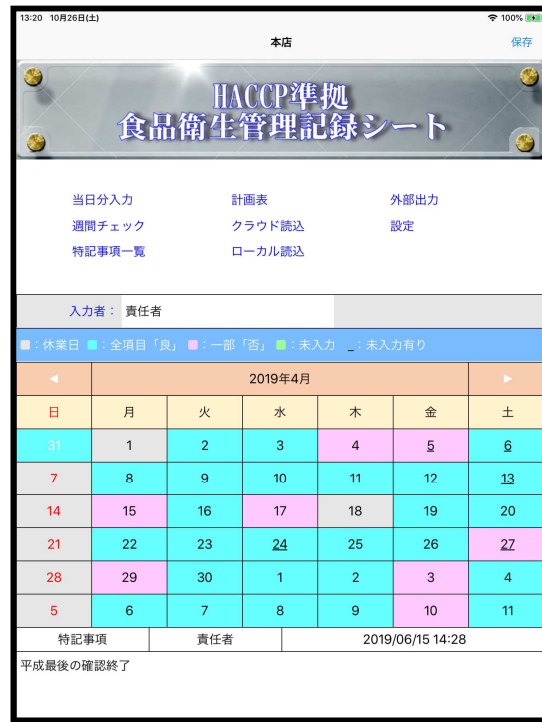 13:20 10月26日(土) 100%
本店 保存
HACCP準拠
食品衛生管理記録シート
当日分入力 計画表 外部出力
週間チェック クラウド読込 設定
特記事項一覧 ローカル読込
入力者： 責任者
：休業日 ：全項目「良」 ：一部「否」 ：未入力 _：未入力有り
◀ 2019年4月 ▶
日 月 火 水 木 金 土
31 1 2 3 4 5 6
7 8 9 10 11 12 13
14 15 16 17 18 19 20
21 22 23 24 25 26 27
28 29 30 1 2 3 4
5 6 7 8 9 10 11
特記事項 責任者 2019/06/15 14:28
平成最後の確認終了